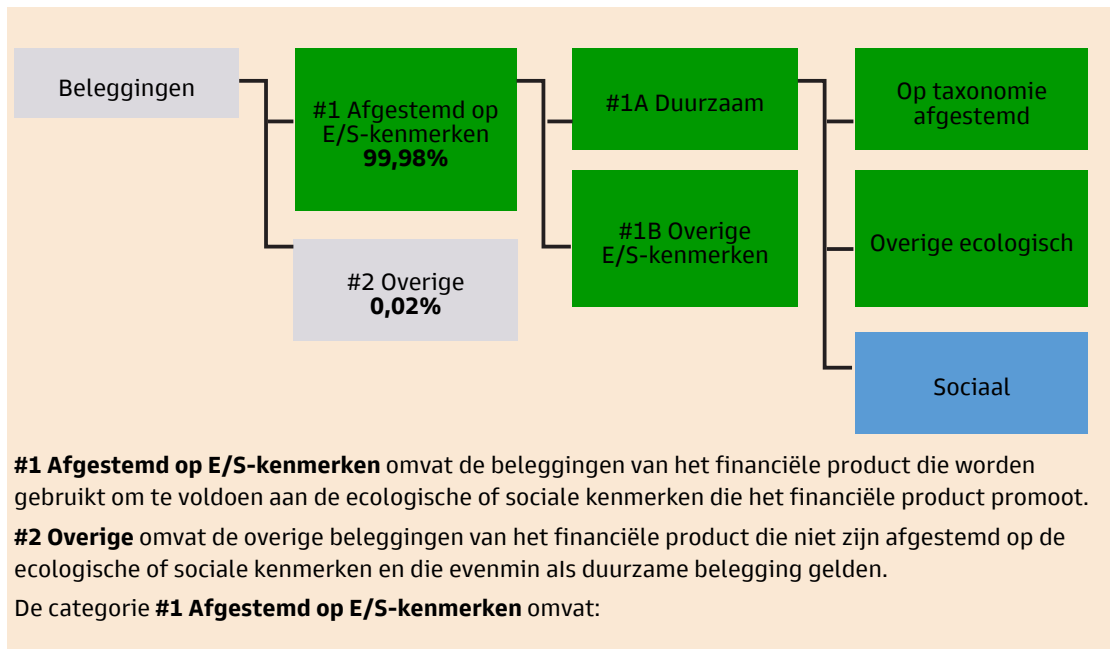 Beleggingen
#1 Afgestemd op
E/S-kenmerken
99,98%
#2 Overige
0,02%
#1A Duurzaam
#1B Overige
E/S-kenmerken
Op taxonomie
afgestemd
Overige ecologisch
Sociaal
#1 Afgestemd op E/S-kenmerken omvat de beleggingen van het financiële product die worden
gebruikt om te voldoen aan de ecologische of sociale kenmerken die het financiële product promoot.
#2 Overige omvat de overige beleggingen van het financiële product die niet zijn afgestemd op de
ecologische of sociale kenmerken en die evenmin als duurzame belegging gelden.
De categorie #1 Afgestemd op E/S-kenmerken omvat: